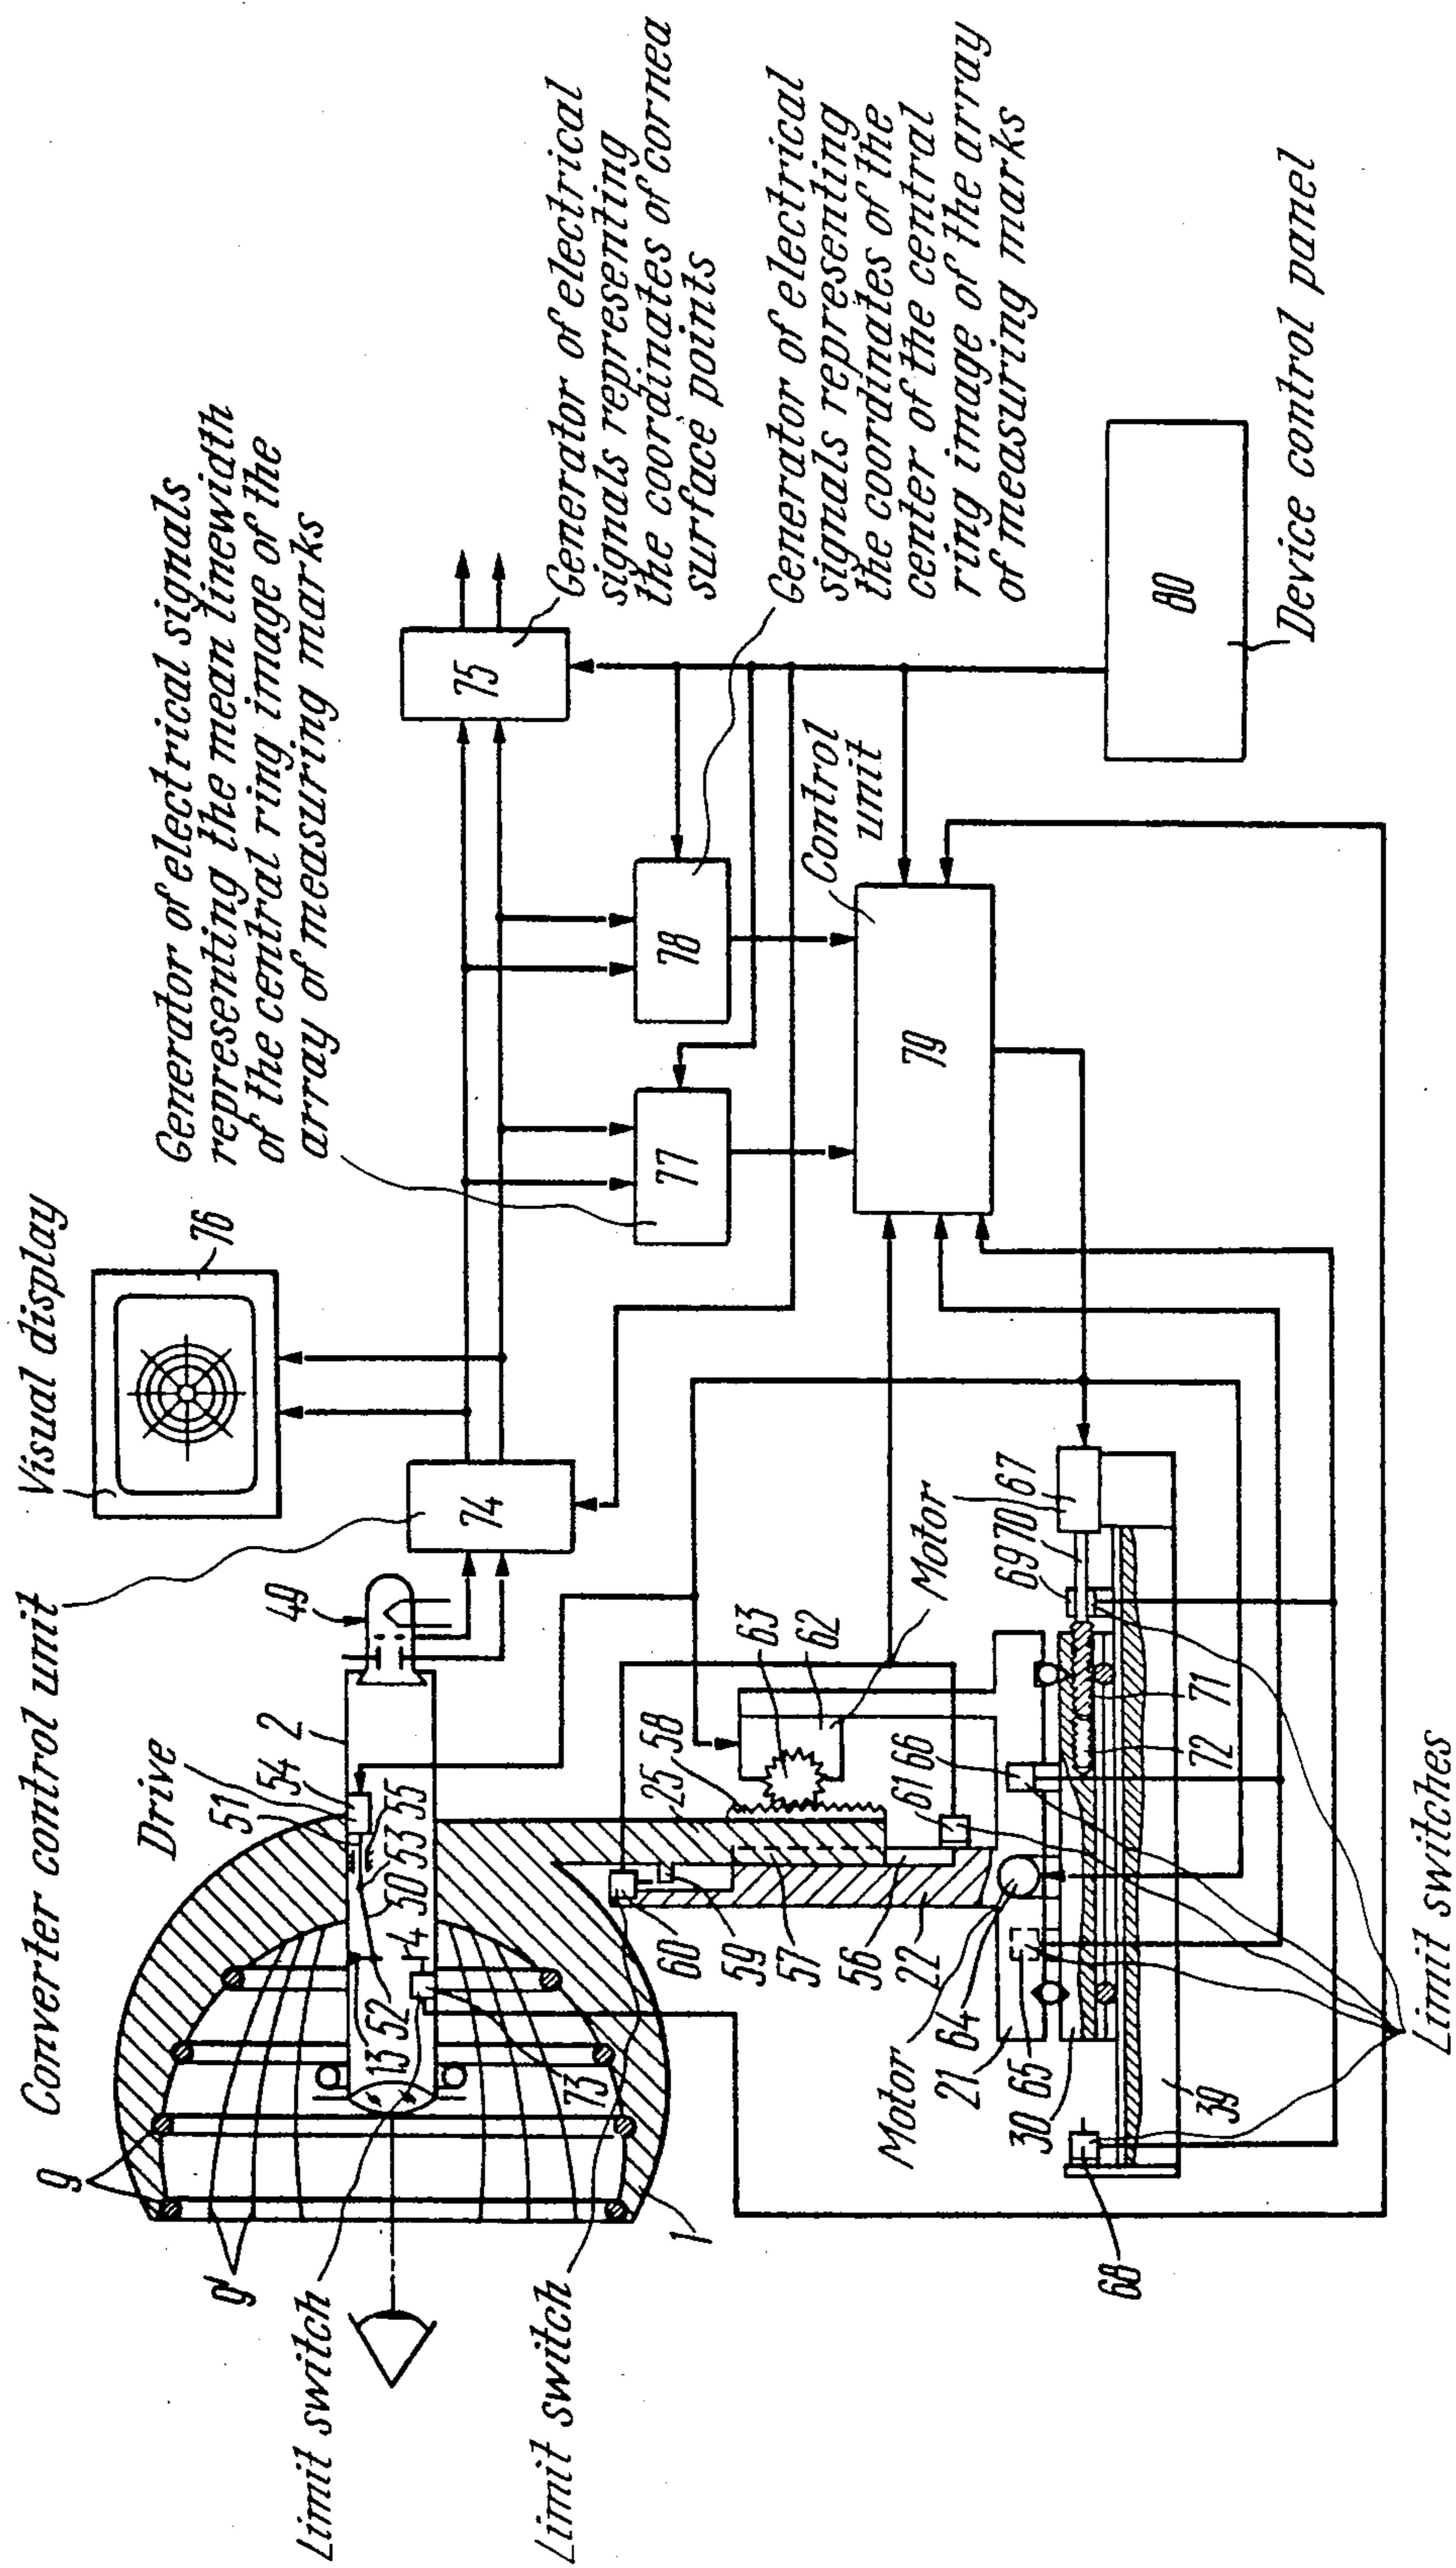 Visual display
76
Generator of electrical signals
representing the mean linewidth
of the central ring image of the
array of measuring marks
Converter control unit
Drive
51
54
2
49
74
75
Generator of electrical
signals representing
the coordinates of cornea
surface points
9
9'
50
53
55
13
52
14
73
1
Limit switch
Limit switch
77
78
Generator of electrical
signals representing
the coordinates of the
center of the central
ring image of the array
of measuring marks
Control
unit
79
60
59
57
56
22
25
58
63
62
61
66
Motor
Motor
21
64
65
30
39
68
72
71
69
70
67
Limit switches
80
Device control panel